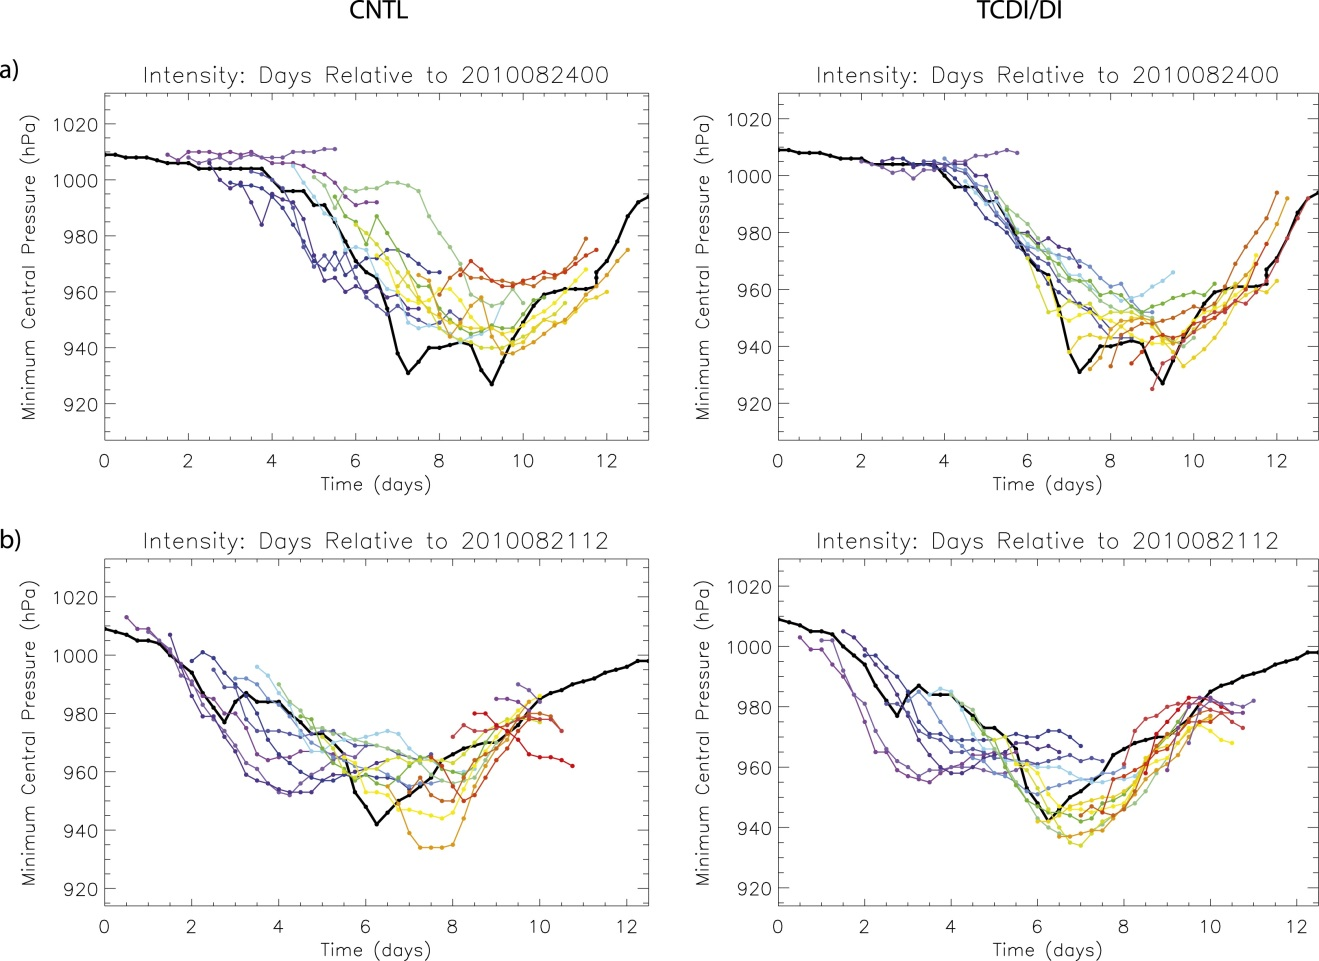 CNTL
TCDI/DI
a)
Intensity: Days Relative to 2010082400
Minimum Central Pressure (hPa)
1020
1000
980
960
940
920
0 2 4 6 8 10 12
Time (days)
Intensity: Days Relative to 2010082400
Minimum Central Pressure (hPa)
1020
1000
980
960
940
920
0 2 4 6 8 10 12
Time (days)
b)
Intensity: Days Relative to 2010082112
Minimum Central Pressure (hPa)
1020
1000
980
960
940
920
0 2 4 6 8 10 12
Time (days)
Intensity: Days Relative to 2010082112
Minimum Central Pressure (hPa)
1020
1000
980
960
940
920
0 2 4 6 8 10 12
Time (days)